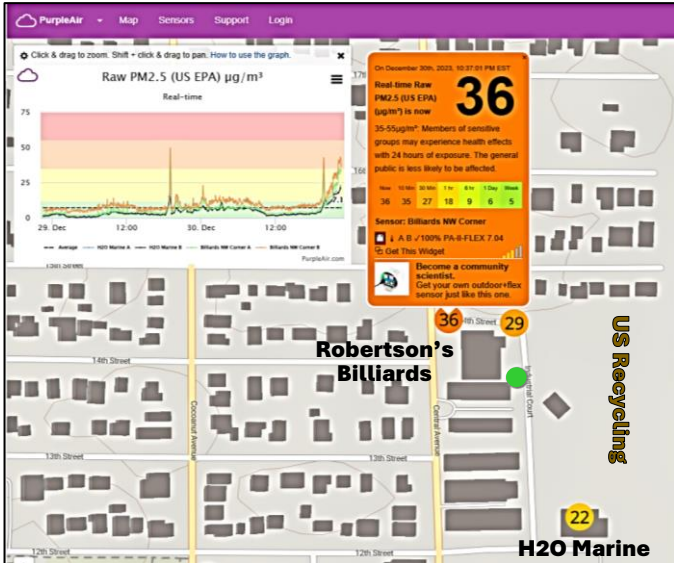 PurpleAir Map Sensors Support Login
Click & drag to zoom. Shift + click & drag to pan. How to use the graph.
Raw PM2.5 (US EPA) µg/m³
Real-time
75
50
25
0
7.1
29. Dec 12:00 30. Dec 12:00
Average H2O Marine A H2O Marine B Billiards NW Corner A Billiards NW Corner B
PurpleAir.com
On December 30th, 2023, 10:37:01 PM EST
Real-time Raw
PM2.5 (US EPA)
(µg/m³) is now
36
35-55µg/m³: Members of sensitive
groups may experience health effects
with 24 hours of exposure. The general
public is less likely to be affected.
Now 10 Min 30 Min 1 hr 6 hr 1 Day Week
36 35 27 18 9 6 5
Sensor: Billiards NW Corner
A B ✓100% PA-II-FLEX 7.04
Get This Widget
Become a community
scientist.
Get your own outdoor+flex
sensor just like this one.
17th
15th Street
36
29
Robertson's
Billiards
14th Street
Industrial Court
US Recycling
Cocoanut Avenue
Central Avenue
13th Street
13th Street
22
H2O Marine
12th Street
12th Street